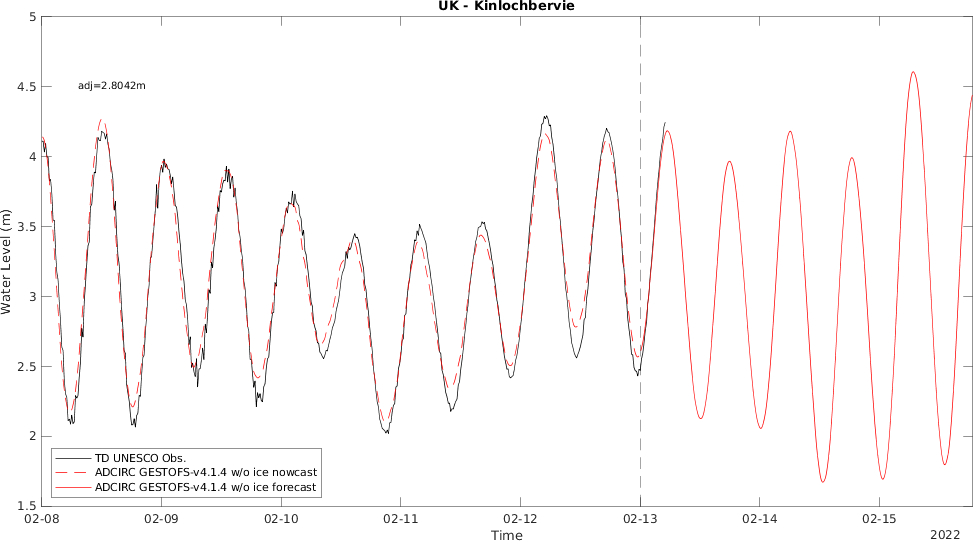 UK - Kinlochbervie
5
4.5
4
3.5
3
2.5
2
1.5
Water Level (m)
adj=2.8042m
TD UNESCO Obs.
ADCIRC GESTOFS-v4.1.4 w/o ice nowcast
ADCIRC GESTOFS-v4.1.4 w/o ice forecast
02-08 02-09 02-10 02-11 02-12 02-13 02-14 02-15
Time
2022